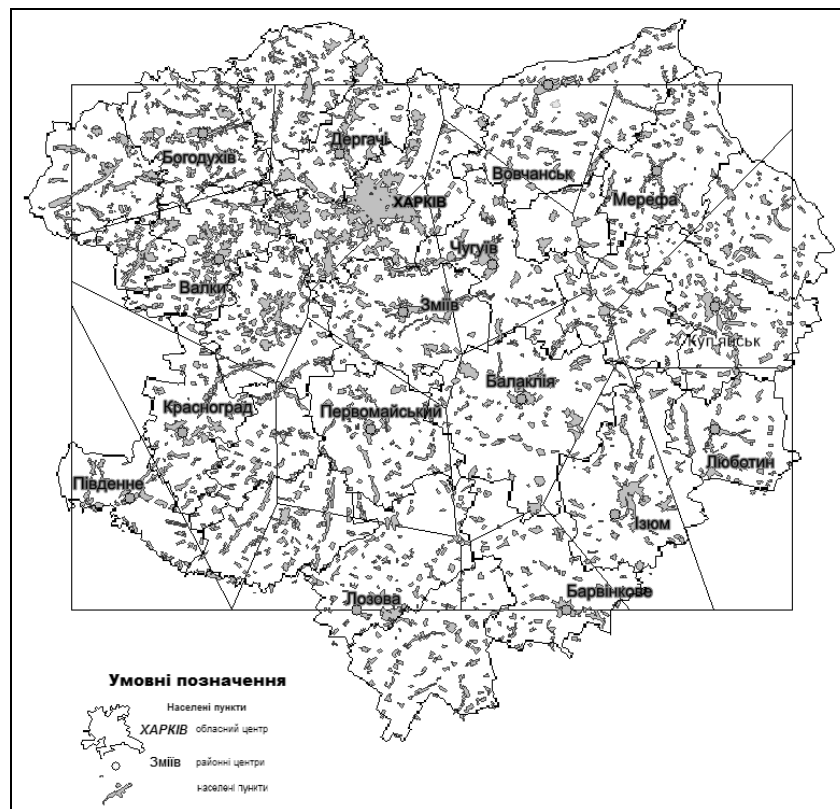 Дергачі
Богодухів
Вовчанськ
Мерефа
ХАРКІВ
Чугуїв
Валки
Зміїв
Куп'янськ
Балаклія
Красноград
Первомайський
Люботин
Південне
Ізюм
Лозова
Барвінкове
Умовні позначення
Населені пункти
ХАРКІВ обласний центр
Зміїв районні центри
населені пункти